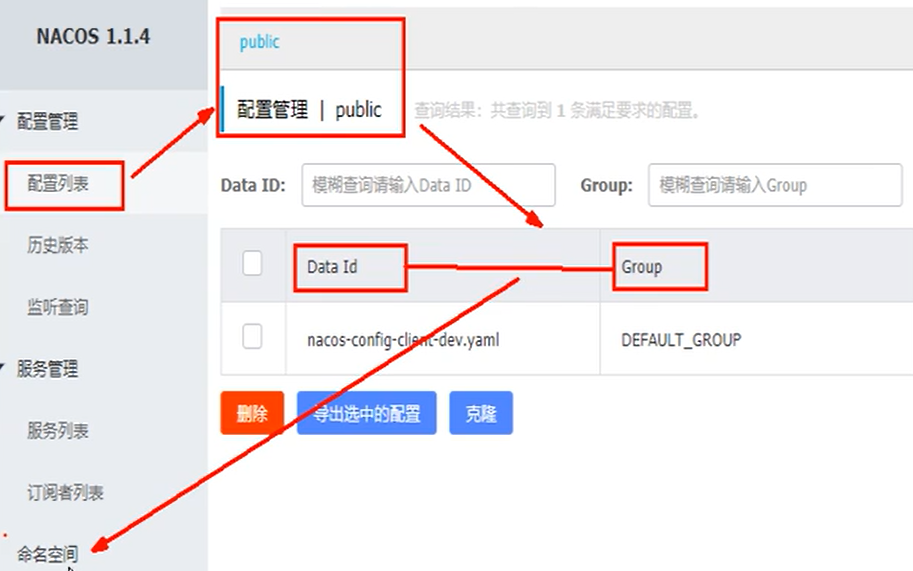 NACOS 1.1.4
配置管理
配置列表
历史版本
监听查询
服务管理
服务列表
订阅者列表
命名空间
public
配置管理 | public 查询结果：共查询到 1 条满足要求的配置。
Data ID: 模糊查询请输入Data ID Group: 模糊查询请输入Group
Data Id Group
nacos-config-client-dev.yaml DEFAULT_GROUP
删除 导出选中的配置 克隆